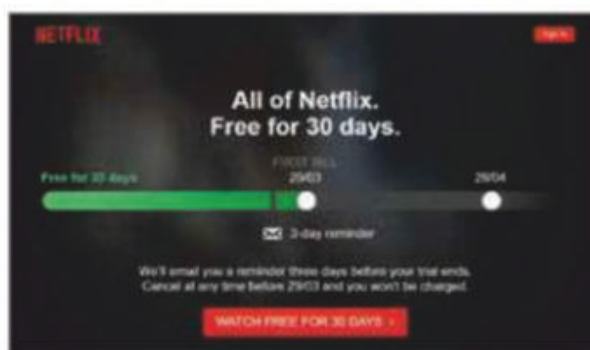 NETFLIX
Sign In
All of Netflix.
Free for 30 days.
FIRST BILL
Free for 30 days
29/03
29/04
3-day reminder
We'll email you a reminder three days before your trial ends.
Cancel at any time before 29/03 and you won't be charged.
WATCH FREE FOR 30 DAYS ›